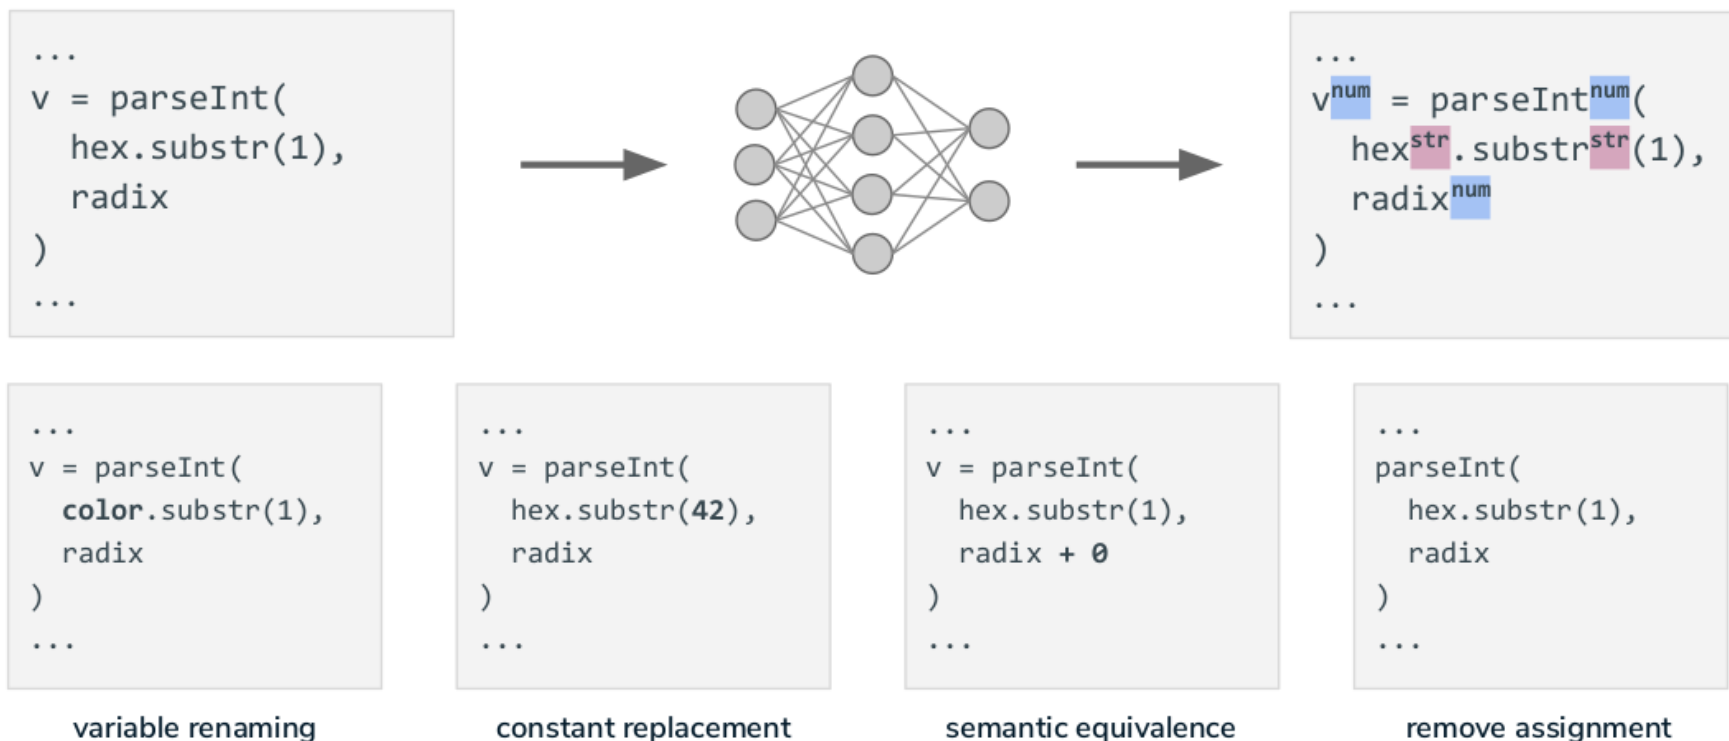 ...
v = parseInt(
hex.substr(1),
radix
)
...
...
vnum = parseIntnum(
hexstr.substrstr(1),
radixnum
)
...
...
v = parseInt(
color.substr(1),
radix
)
...
variable renaming
...
v = parseInt(
hex.substr(42),
radix
)
...
constant replacement
...
v = parseInt(
hex.substr(1),
radix + 0
)
...
semantic equivalence
...
parseInt(
hex.substr(1),
radix
)
...
remove assignment